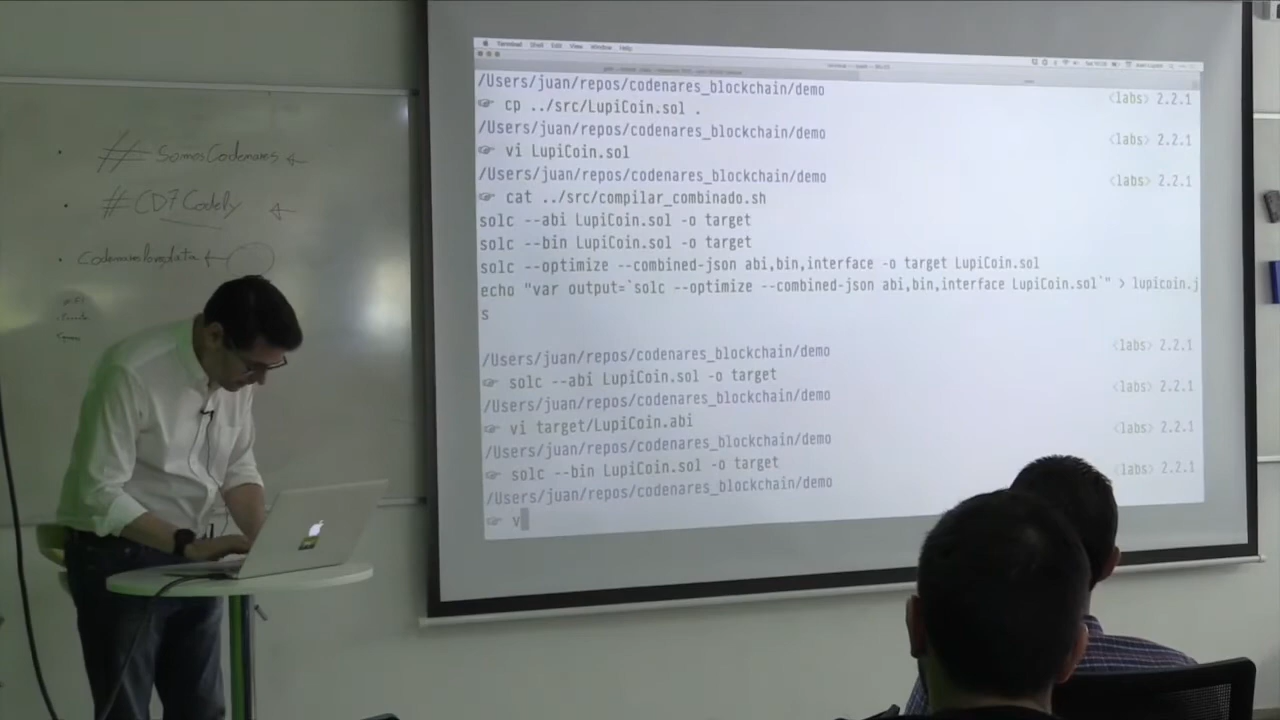 #SomosCodenares
#CD7Codely
Terminal Shell Edit View Window Help
/Users/juan/repos/codenares_blockchain/demo <labs> 2.2.1
☞ cp ../src/LupiCoin.sol .
/Users/juan/repos/codenares_blockchain/demo <labs> 2.2.1
☞ vi LupiCoin.sol
/Users/juan/repos/codenares_blockchain/demo <labs> 2.2.1
☞ cat ../src/compilar_combinado.sh
solc --abi LupiCoin.sol -o target
solc --bin LupiCoin.sol -o target
solc --optimize --combined-json abi,bin,interface -o target LupiCoin.sol
echo "var output=`solc --optimize --combined-json abi,bin,interface LupiCoin.sol`" > lupicoin.j
s
/Users/juan/repos/codenares_blockchain/demo <labs> 2.2.1
☞ solc --abi LupiCoin.sol -o target
/Users/juan/repos/codenares_blockchain/demo <labs> 2.2.1
☞ vi target/LupiCoin.abi
/Users/juan/repos/codenares_blockchain/demo <labs> 2.2.1
☞ solc --bin LupiCoin.sol -o target
/Users/juan/repos/codenares_blockchain/demo <labs> 2.2.1
☞ v